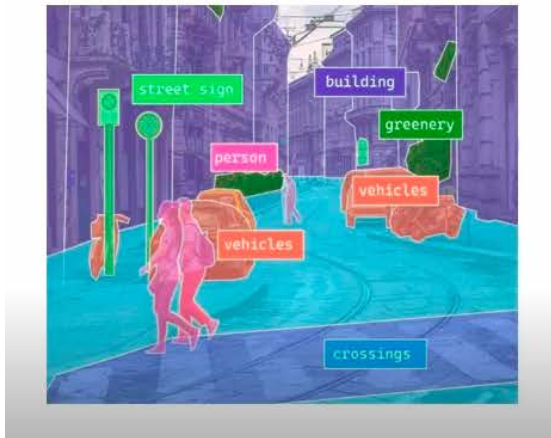 building
street sign
greenery
person
vehicles
vehicles
crossings